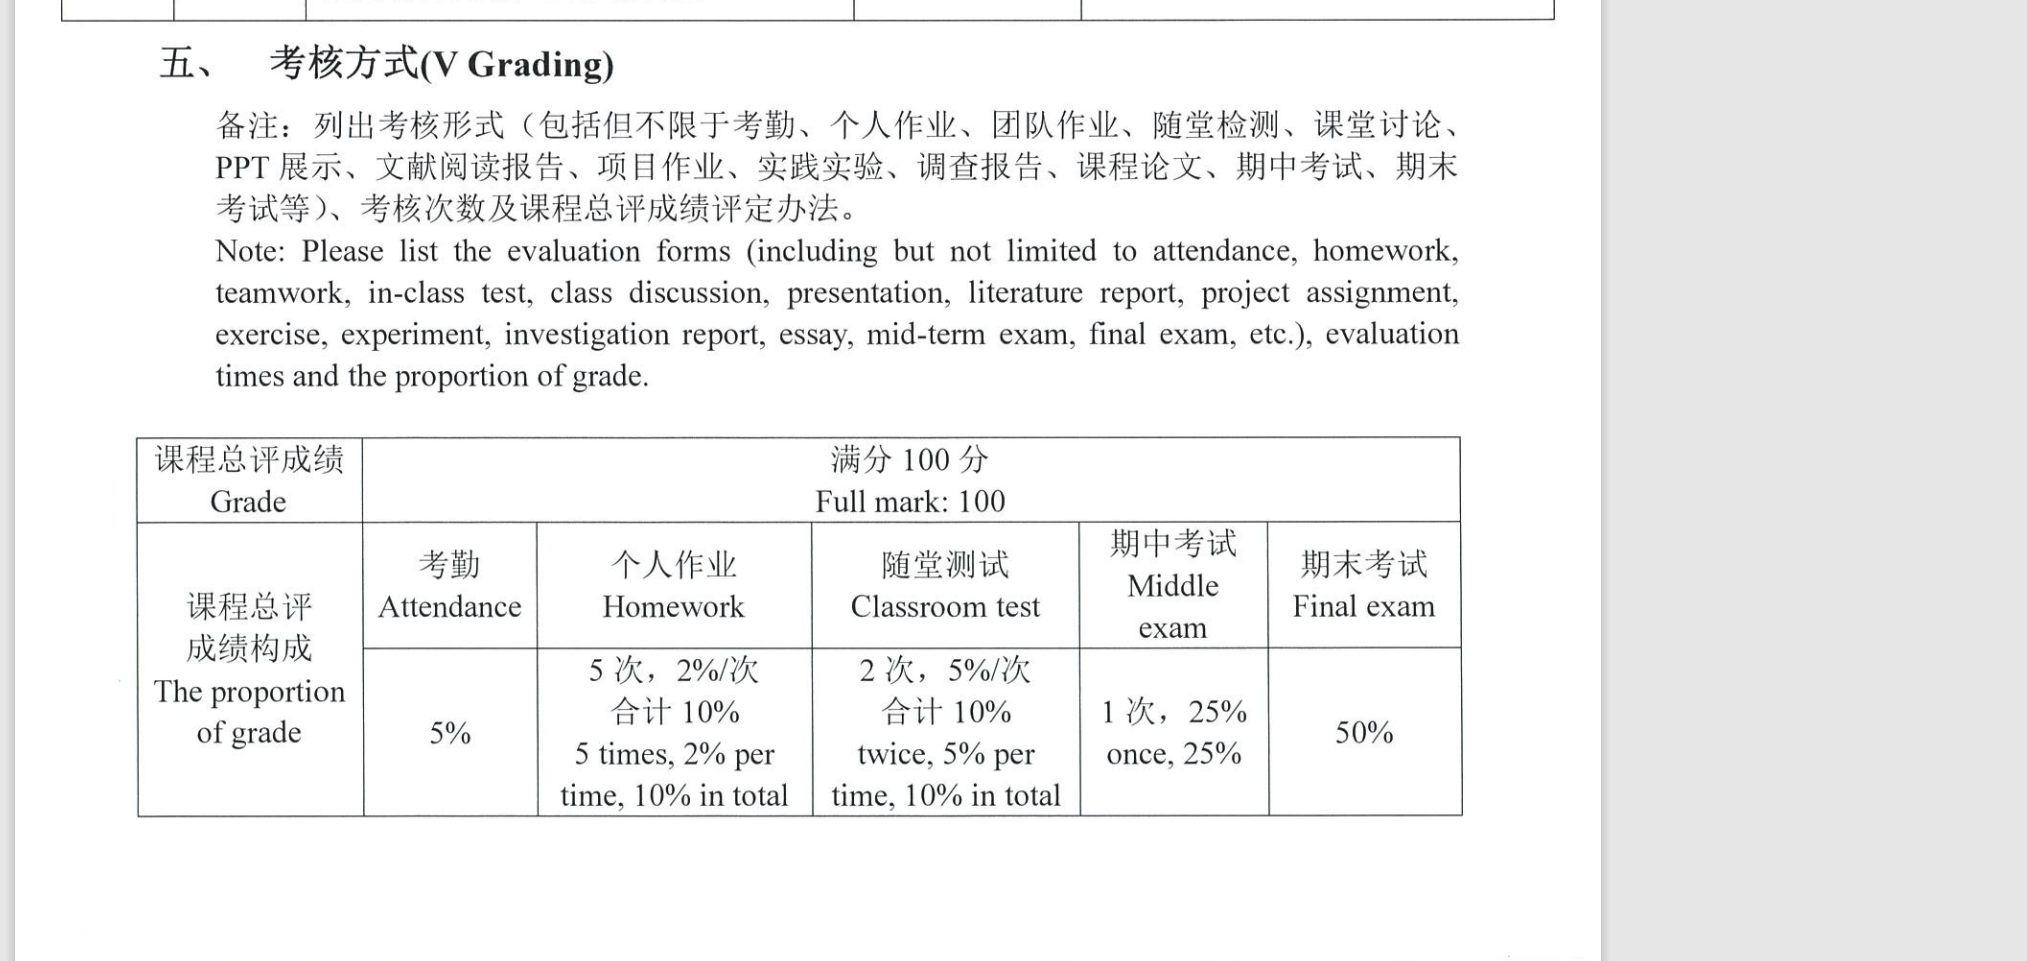 五、 考核方式(V Grading)
备注：列出考核形式（包括但不限于考勤、个人作业、团队作业、随堂检测、课堂讨论、
PPT 展示、文献阅读报告、项目作业、实践实验、调查报告、课程论文、期中考试、期末
考试等）、考核次数及课程总评成绩评定办法。
Note: Please list the evaluation forms (including but not limited to attendance, homework,
teamwork, in-class test, class discussion, presentation, literature report, project assignment,
exercise, experiment, investigation report, essay, mid-term exam, final exam, etc.), evaluation
times and the proportion of grade.
课程总评成绩
Grade
满分 100 分
Full mark: 100
课程总评
成绩构成
The proportion
of grade
考勤
Attendance
个人作业
Homework
随堂测试
Classroom test
期中考试
Middle
exam
期末考试
Final exam
5%
5 次，2%/次
合计 10%
5 times, 2% per
time, 10% in total
2 次，5%/次
合计 10%
twice, 5% per
time, 10% in total
1 次，25%
once, 25%
50%